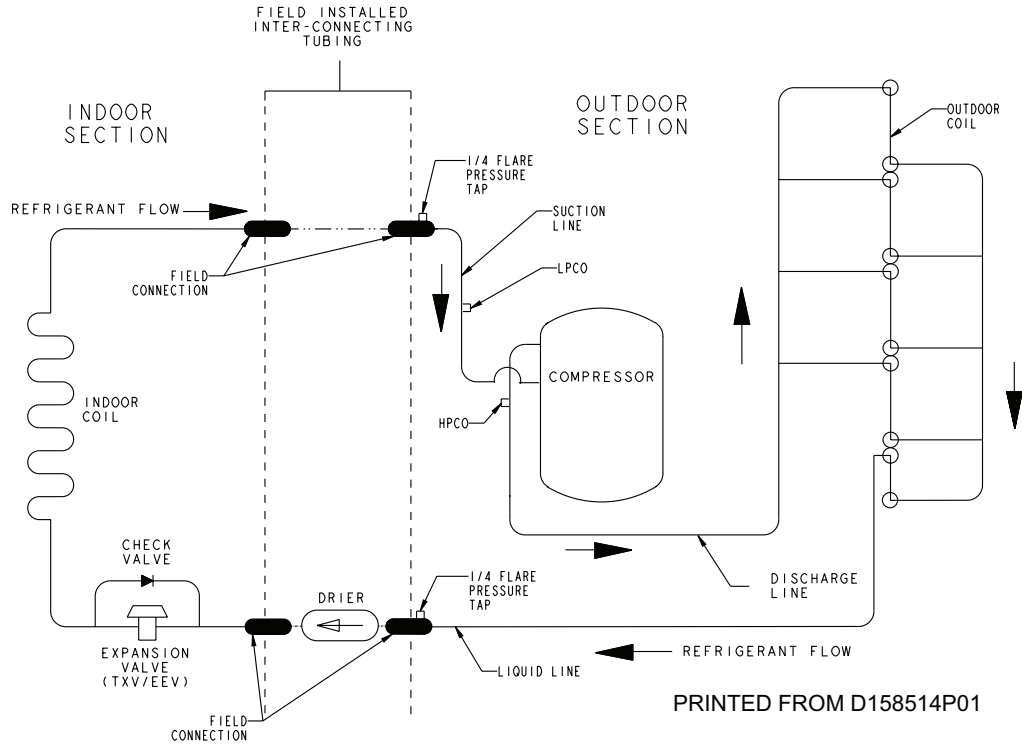 FIELD INSTALLED
INTER-CONNECTING
TUBING
INDOOR
SECTION
OUTDOOR
SECTION
OUTDOOR
COIL
1/4 FLARE
PRESSURE
TAP
REFRIGERANT FLOW
SUCTION
LINE
FIELD
CONNECTION
LPCO
COMPRESSOR
INDOOR
COIL
HPCO
CHECK
VALVE
1/4 FLARE
PRESSURE
TAP
DISCHARGE
LINE
DRIER
EXPANSION
VALVE
(TXV/EEV)
LIQUID LINE
REFRIGERANT FLOW
FIELD
CONNECTION
PRINTED FROM D158514P01